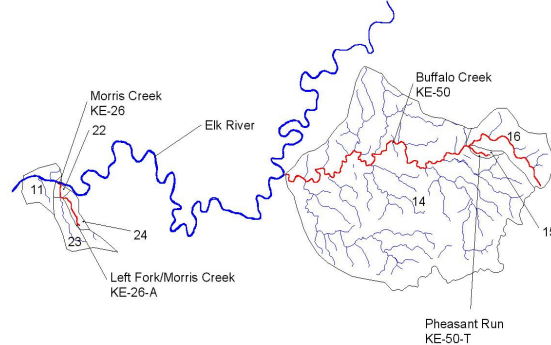 Buffalo Creek
KE-50
Morris Creek
KE-26
22
Elk River
16
11
14
15
24
23
Left Fork/Morris Creek
KE-26-A
Pheasant Run
KE-50-T